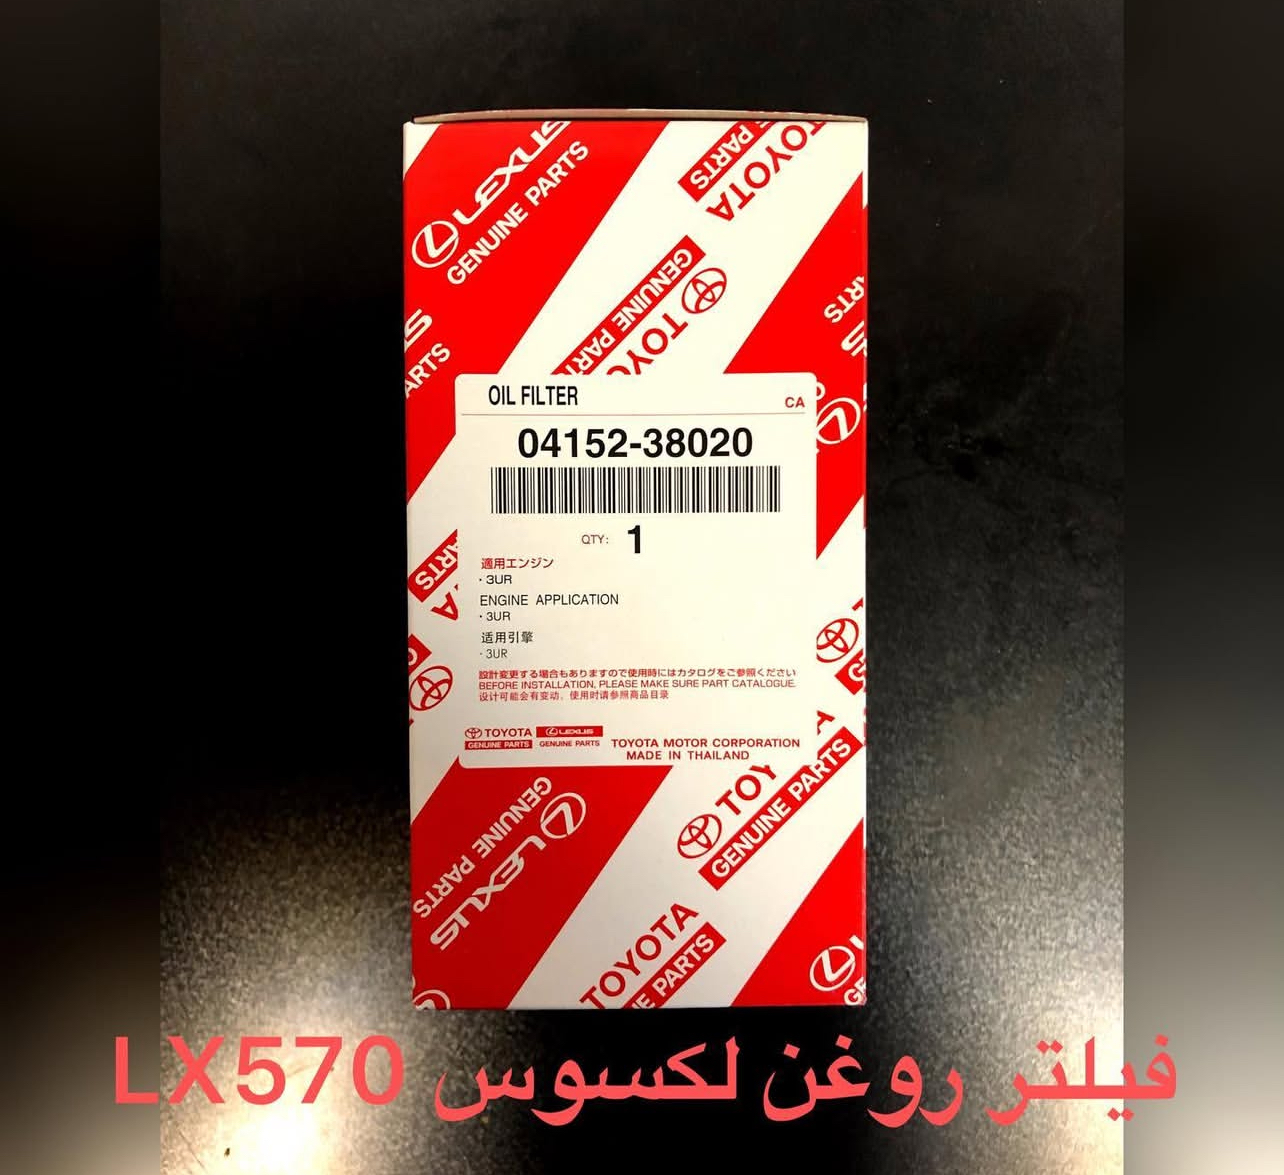 LEXUS
GENUINE PARTS
TOYOTA
PARTS
GENUINE PARTS
TOYO
PARTS
OIL FILTER
CA
04152-38020
QTY: 1
適用エンジン
・3UR
ENGINE APPLICATION
・3UR
适用引擎
・3UR
設計変更する場合もありますので使用時にはカタログをご参照ください
BEFORE INSTALLATION, PLEASE MAKE SURE PART CATALOGUE.
设计可能会有变动，使用时请参照商品目录
TOYOTA LEXUS
GENUINE PARTS GENUINE PARTS
TOYOTA MOTOR CORPORATION
MADE IN THAILAND
TOY
GENUINE PARTS
LEXUS
GENUINE PARTS
TOYOTA
PARTS
فیلتر روغن لکسوس LX570